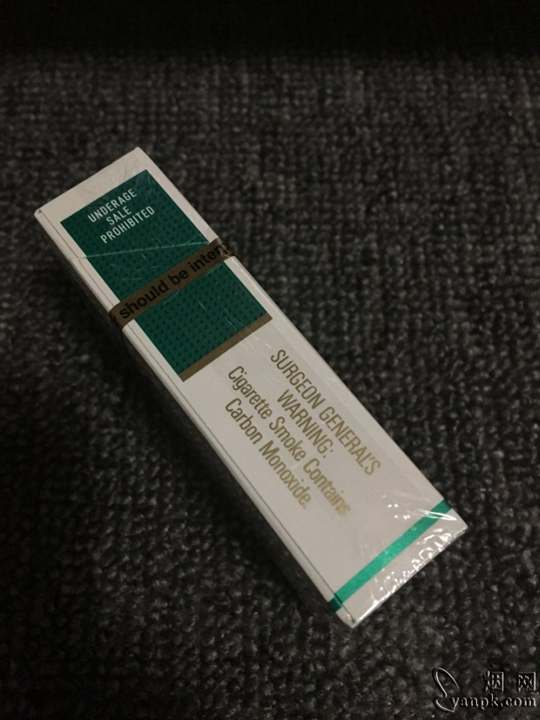 UNDERAGE
SALE
PROHIBITED
should be inter
SURGEON GENERAL'S
WARNING:
Cigarette Smoke Contains
Carbon Monoxide.
烟网
yanpk.com